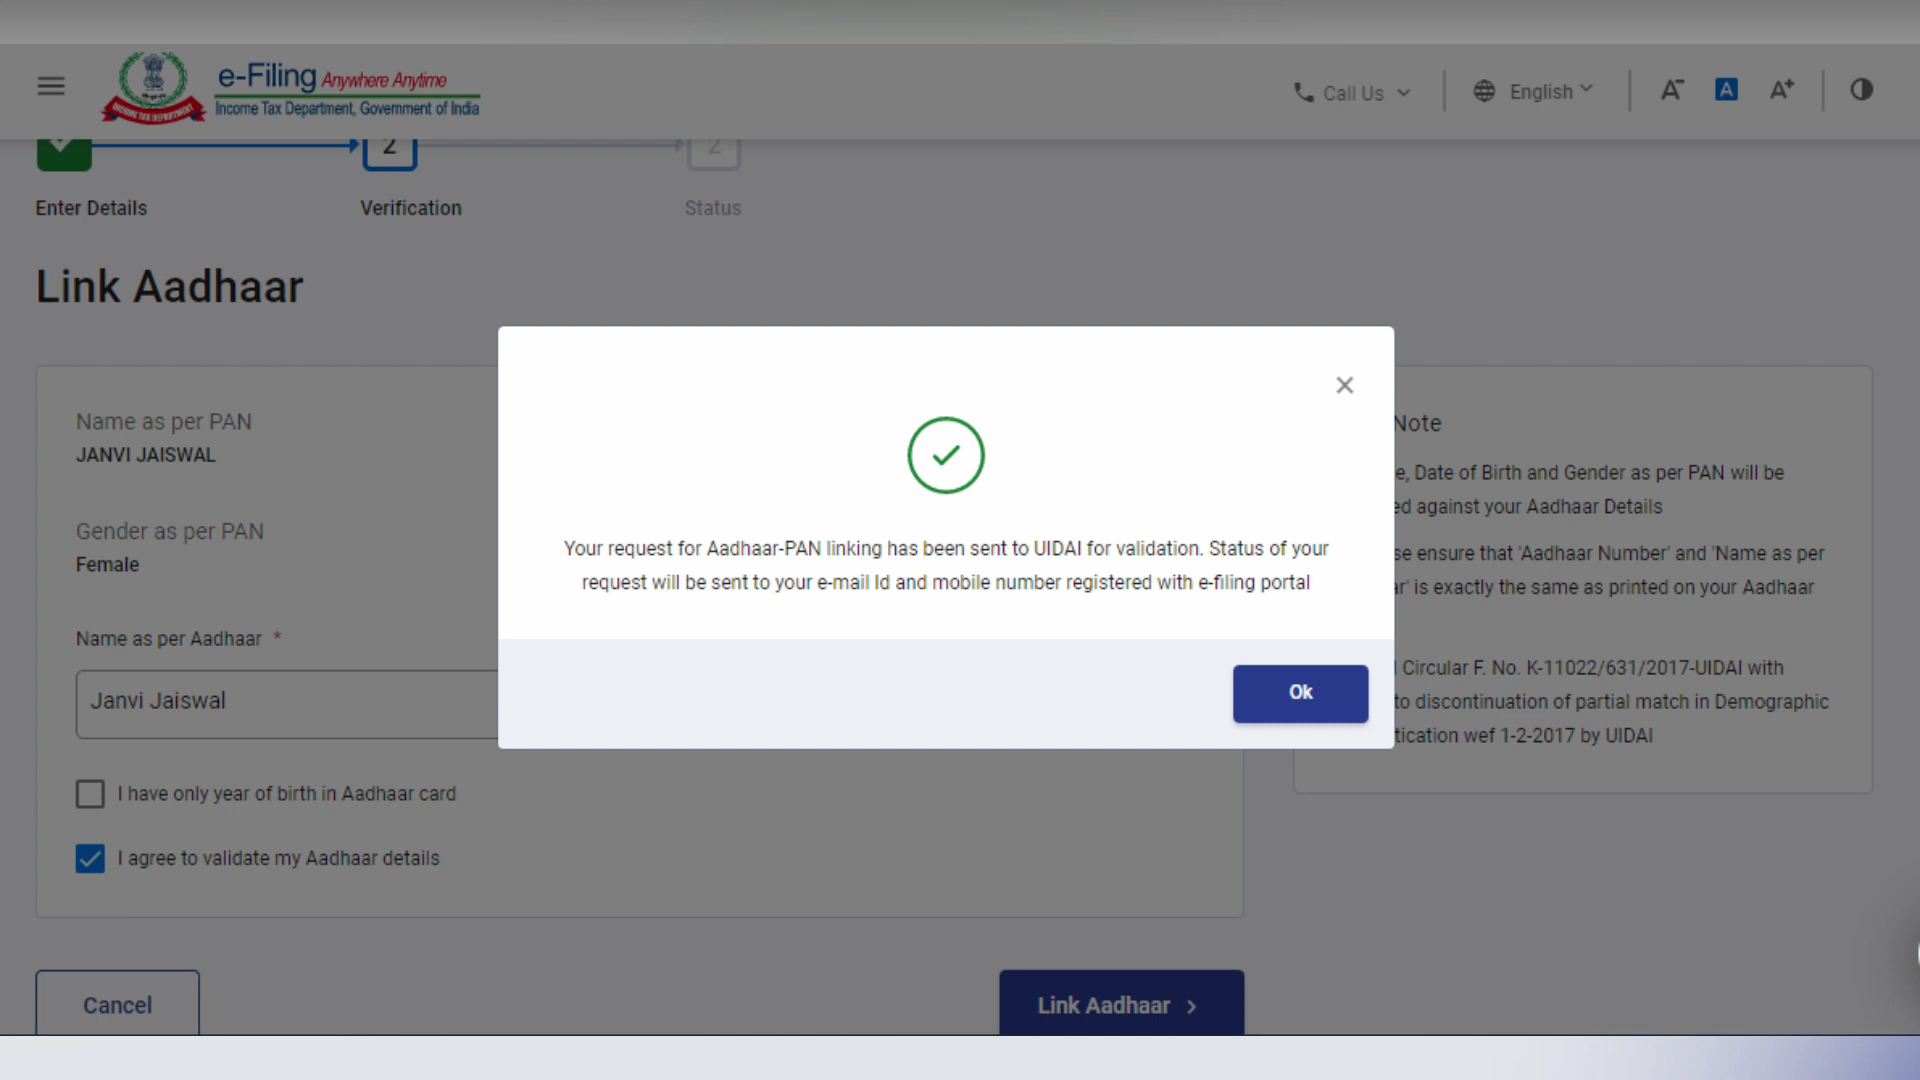 e-Filing Anywhere Anytime
Income Tax Department, Government of India
Call Us
English
A-
A
A+
2
2
Enter Details
Verification
Status
Link Aadhaar
Name as per PAN
JANVI JAISWAL
Gender as per PAN
Female
Name as per Aadhaar *
Janvi Jaiswal
I have only year of birth in Aadhaar card
I agree to validate my Aadhaar details
Cancel
Link Aadhaar >
Your request for Aadhaar-PAN linking has been sent to UIDAI for validation. Status of your
request will be sent to your e-mail Id and mobile number registered with e-filing portal
Ok
Note
Date of Birth and Gender as per PAN will be
against your Aadhaar Details
ensure that 'Aadhaar Number' and 'Name as per
is exactly the same as printed on your Aadhaar
Circular F. No. K-11022/631/2017-UIDAI with
to discontinuation of partial match in Demographic
wef 1-2-2017 by UIDAI